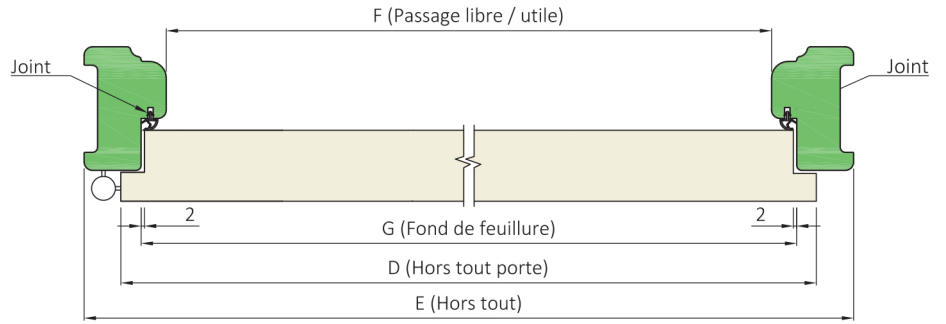 F (Passage libre / utile)
Joint
Joint
2
2
G (Fond de feuillure)
D (Hors tout porte)
E (Hors tout)